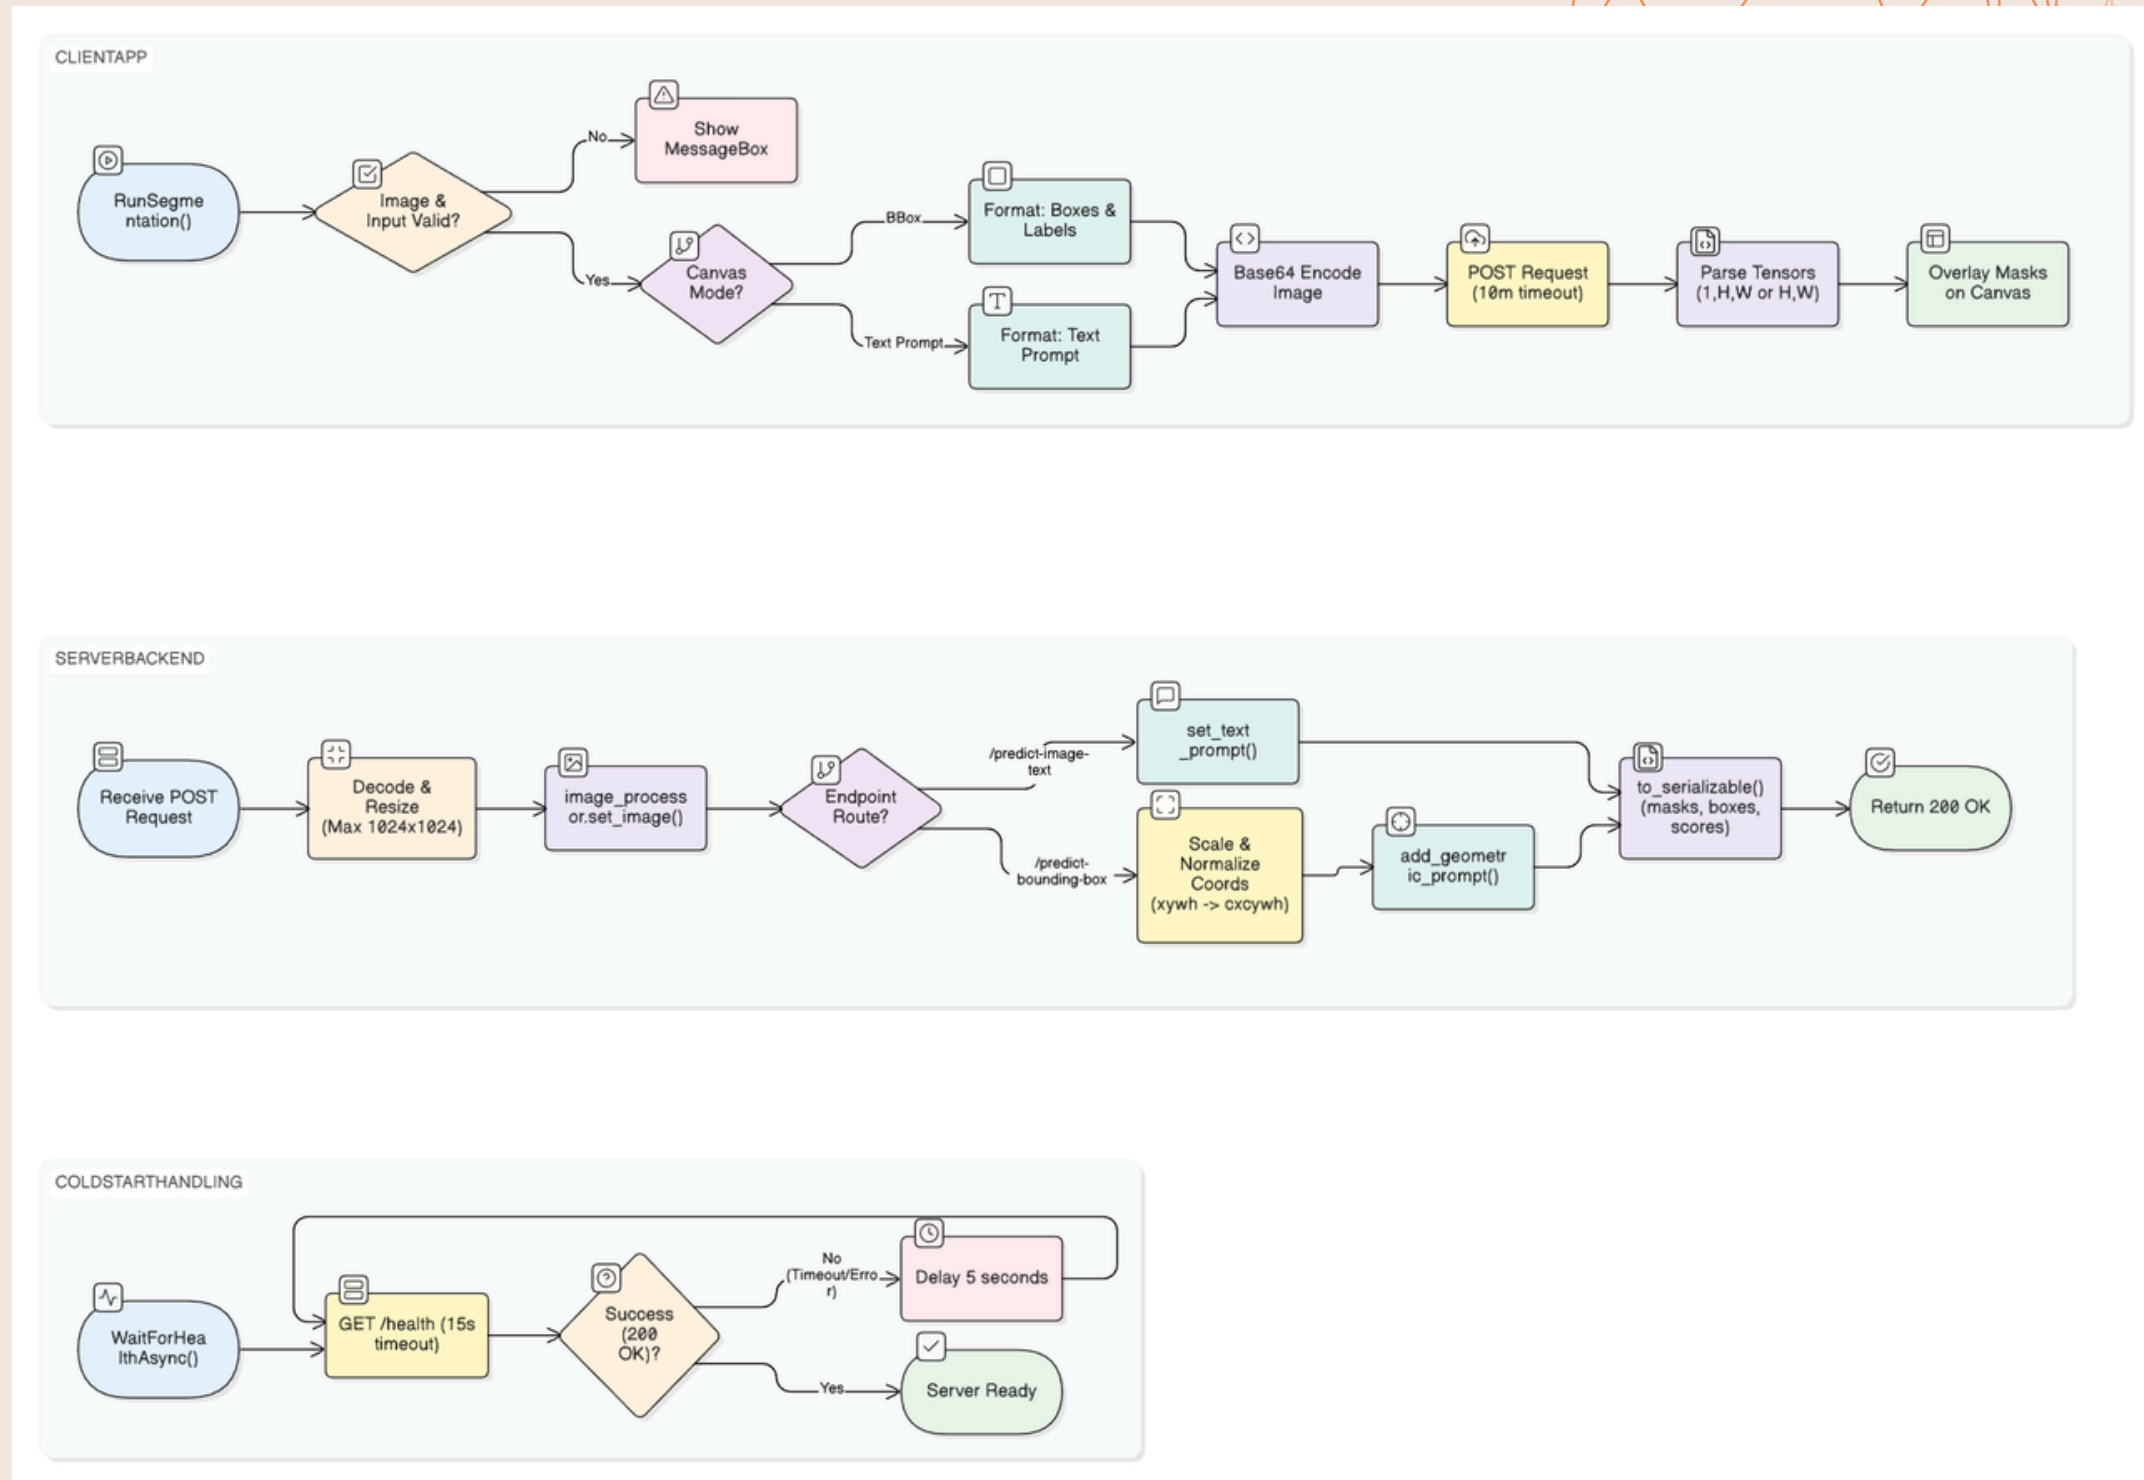 CLIENTAPP
RunSegme
ntation()
Image &
Input Valid?
No
Show
MessageBox
Yes
Canvas
Mode?
BBox
Format: Boxes &
Labels
Text Prompt
Format: Text
Prompt
Base64 Encode
Image
POST Request
(10m timeout)
Parse Tensors
(1,H,W or H,W)
Overlay Masks
on Canvas
SERVERBACKEND
Receive POST
Request
Decode &
Resize
(Max 1024x1024)
image_process
or.set_image()
Endpoint
Route?
/predict-image-
text
set_text
_prompt()
/predict-
bounding-box
Scale &
Normalize
Coords
(xywh -> cxcywh)
add_geometr
ic_prompt()
to_serializable()
(masks, boxes,
scores)
Return 200 OK
COLDSTARTHANDLING
WaitForHea
lthAsync()
GET /health (15s
timeout)
Success
(200
OK)?
No
(Timeout/Erro
r)
Delay 5 seconds
Yes
Server Ready